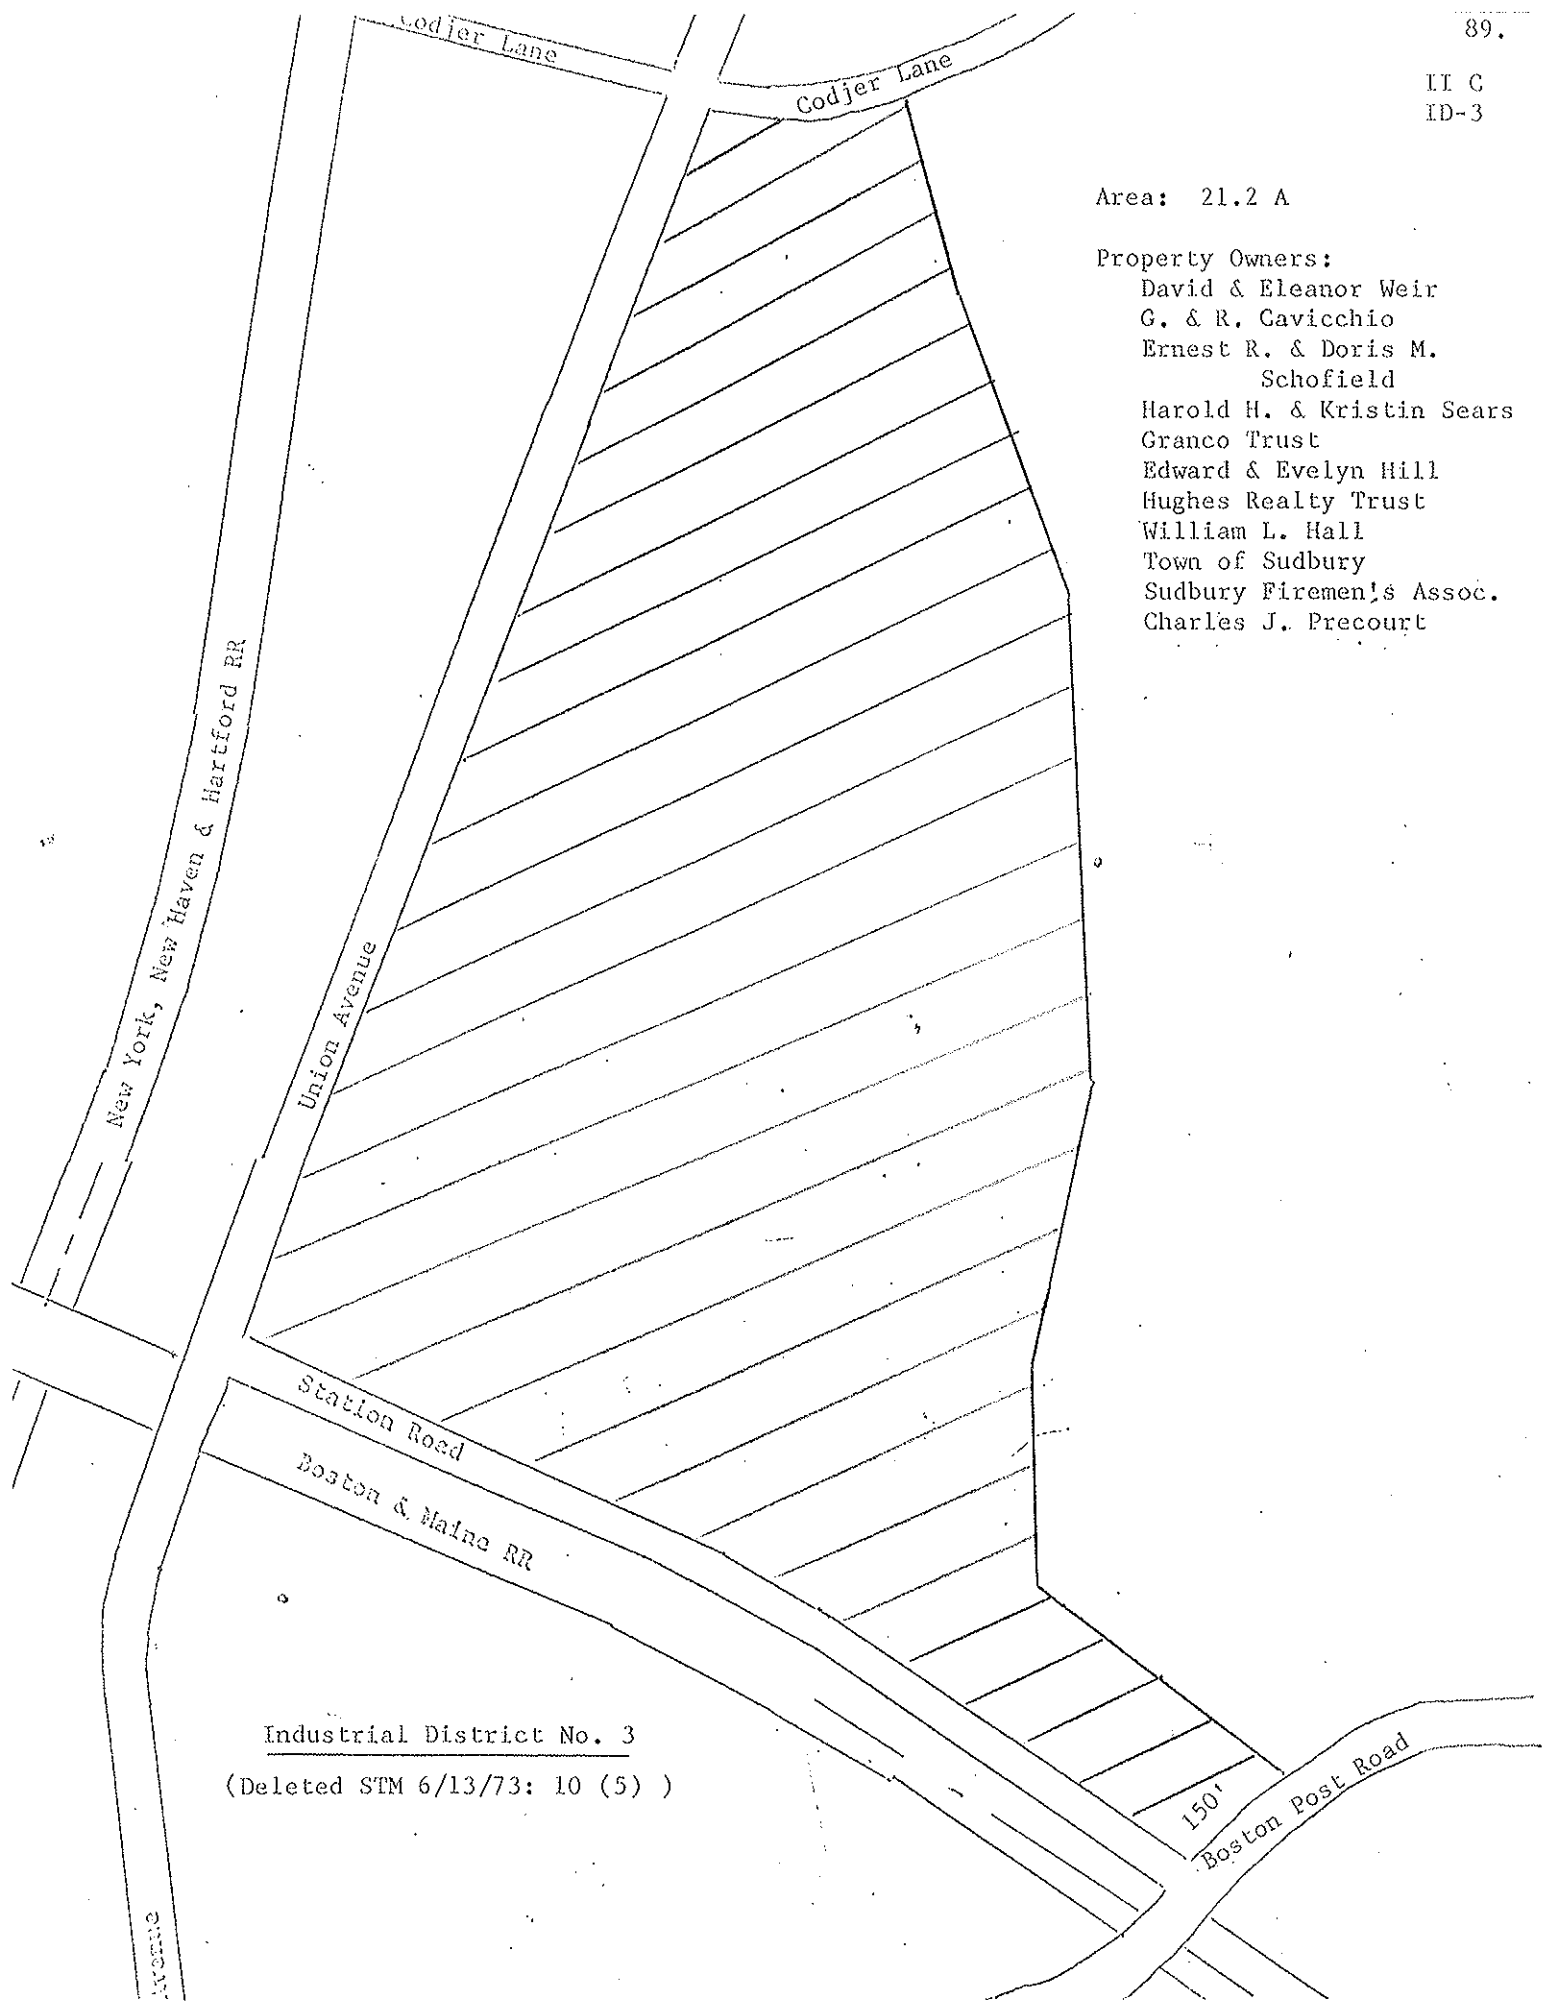 89.
II C
ID-3
Codjer Lane
Codjer Lane
Area: 21.2 A
Property Owners:
David & Eleanor Weir
G. & R. Cavicchio
Ernest R. & Doris M.
Schofield
Harold H. & Kristin Sears
Granco Trust
Edward & Evelyn Hill
Hughes Realty Trust
William L. Hall
Town of Sudbury
Sudbury Firemen's Assoc.
Charles J. Precourt
New York, New Haven & Hartford RR
Union Avenue
Station Road
Boston & Maine RR
Industrial District No. 3
(Deleted STM 6/13/73: 10 (5) )
150'
Boston Post Road
Avenue